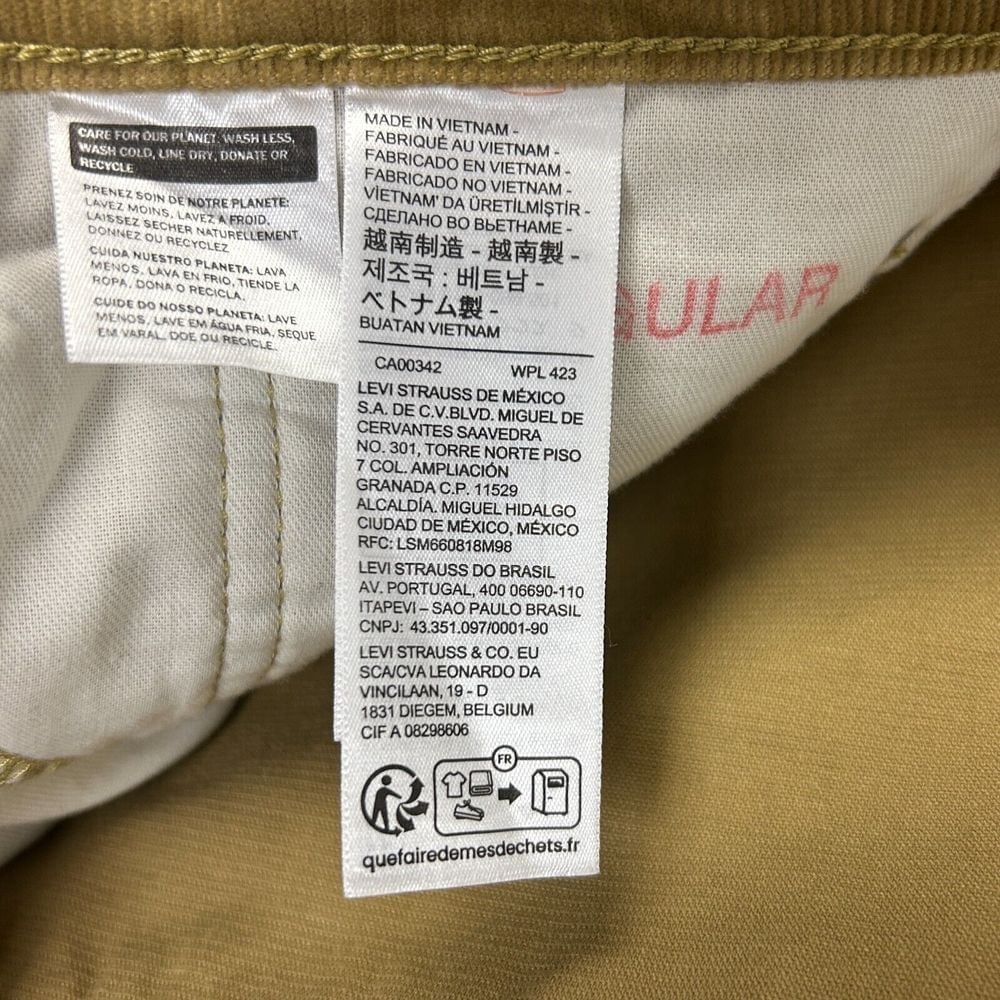 CARE FOR OUR PLANET: WASH LESS,
WASH COLD, LINE DRY, DONATE OR
RECYCLE
PRENEZ SOIN DE NOTRE PLANETE:
LAVEZ MOINS, LAVEZ A FROID,
LAISSEZ SECHER NATURELLEMENT,
DONNEZ OU RECYCLEZ
CUIDA NUESTRO PLANETA: LAVA
MENOS, LAVA EN FRIO, TIENDE LA
ROPA, DONA O RECICLA.
CUIDE DO NOSSO PLANETA: LAVE
MENOS, LAVE EM ÁGUA FRIA, SEQUE
EM VARAL, DOE OU RECICLE.
MADE IN VIETNAM -
FABRIQUÉ AU VIETNAM -
FABRICADO EN VIETNAM -
FABRICADO NO VIETNAM -
VİETNAM' DA ÜRETİLMİŞTİR -
СДЕЛАНО ВО ВЬЕТНАМЕ -
越南制造 - 越南製 -
제조국 : 베트남 -
ベトナム製 -
BUATAN VIETNAM
CA00342 WPL 423
LEVI STRAUSS DE MÉXICO
S.A. DE C.V.BLVD. MIGUEL DE
CERVANTES SAAVEDRA
NO. 301, TORRE NORTE PISO
7 COL. AMPLIACIÓN
GRANADA C.P. 11529
ALCALDÍA. MIGUEL HIDALGO
CIUDAD DE MÉXICO, MÉXICO
RFC: LSM660818M98
LEVI STRAUSS DO BRASIL
AV. PORTUGAL, 400 06690-110
ITAPEVI – SAO PAULO BRASIL
CNPJ: 43.351.097/0001-90
LEVI STRAUSS & CO. EU
SCA/CVA LEONARDO DA
VINCILAAN, 19 - D
1831 DIEGEM, BELGIUM
CIF A 08298606
FR
quefairedemesdechets.fr
GULAR